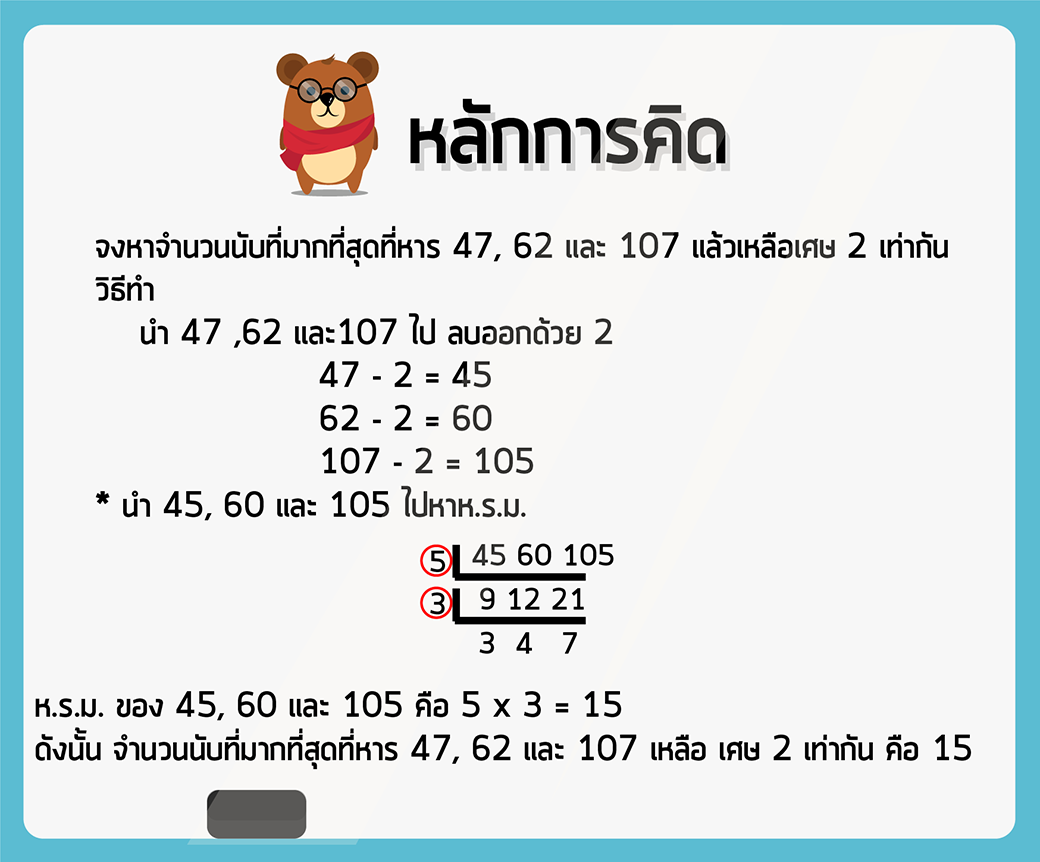 หลักการคิด
จงหาจำนวนนับที่มากที่สุดที่หาร 47, 62 และ 107 แล้วเหลือเศษ 2 เท่ากัน
วิธีทำ
นำ 47 ,62 และ107 ไป ลบออกด้วย 2
47 - 2 = 45
62 - 2 = 60
107 - 2 = 105
* นำ 45, 60 และ 105 ไปหาห.ร.ม.
5 45 60 105
3 9 12 21
3 4 7
ห.ร.ม. ของ 45, 60 และ 105 คือ 5 x 3 = 15
ดังนั้น จำนวนนับที่มากที่สุดที่หาร 47, 62 และ 107 เหลือ เศษ 2 เท่ากัน คือ 15